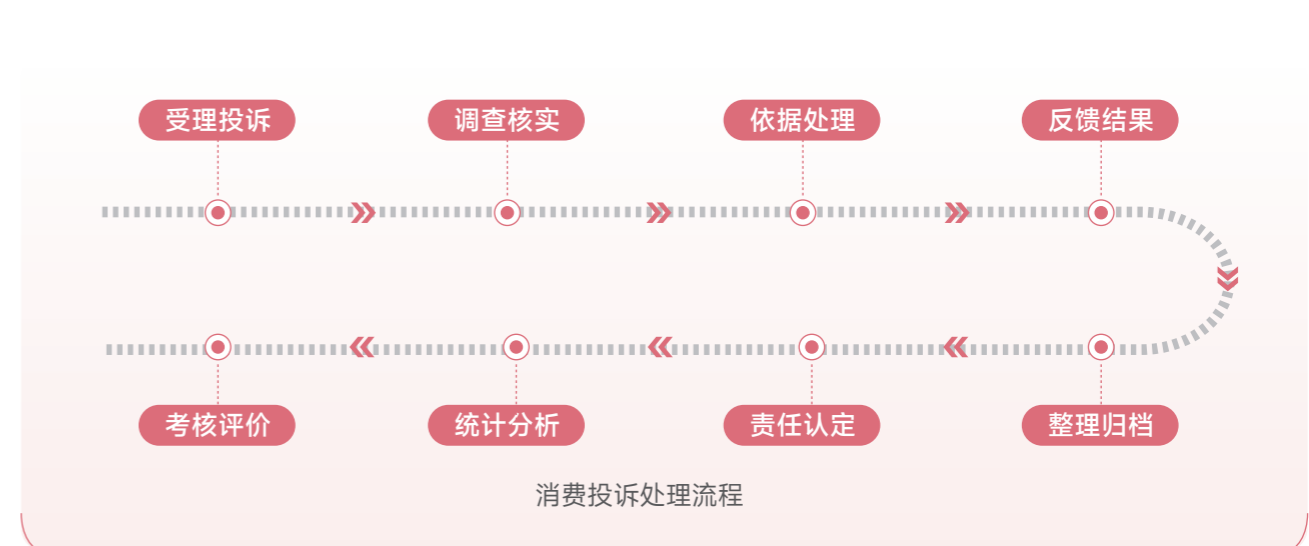 受理投诉
调查核实
依据处理
反馈结果
考核评价
统计分析
责任认定
整理归档
消费投诉处理流程